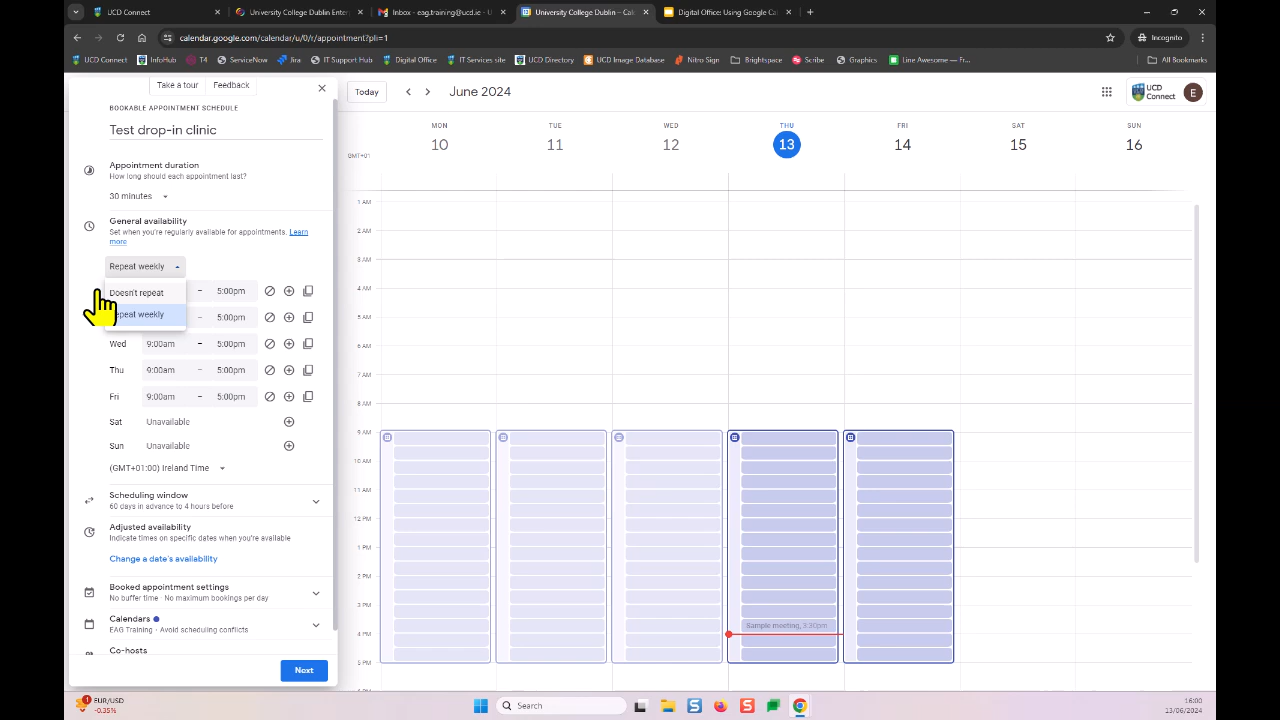 UCD Connect
University College Dublin Enter
Inbox - eag.training@ucd.ie - U
University College Dublin – Cal
Digital Office: Using Google Ca
calendar.google.com/calendar/u/0/r/appointment?pli=1
Incognito
UCD Connect
InfoHub
T4
ServiceNow
Jira
IT Support Hub
Digital Office
IT Services site
UCD Directory
UCD Image Database
Nitro Sign
Brightspace
Scribe
Graphics
Line Awesome — Fr...
All Bookmarks
Take a tour
Feedback
BOOKABLE APPOINTMENT SCHEDULE
Test drop-in clinic
Appointment duration
How long should each appointment last?
30 minutes
General availability
Set when you're regularly available for appointments. Learn
more
Repeat weekly
Doesn't repeat
epeat weekly
– 5:00pm
– 5:00pm
Wed 9:00am – 5:00pm
Thu 9:00am – 5:00pm
Fri 9:00am – 5:00pm
Sat Unavailable
Sun Unavailable
(GMT+01:00) Ireland Time
Scheduling window
60 days in advance to 4 hours before
Adjusted availability
Indicate times on specific dates when you're available
Change a date's availability
Booked appointment settings
No buffer time · No maximum bookings per day
Calendars
EAG Training · Avoid scheduling conflicts
Co-hosts
Next
Today
June 2024
UCD
Connect
E
GMT+01
MON
10
TUE
11
WED
12
THU
13
FRI
14
SAT
15
SUN
16
1 AM
2 AM
3 AM
4 AM
5 AM
6 AM
7 AM
8 AM
9 AM
10 AM
11 AM
12 PM
1 PM
2 PM
3 PM
4 PM
5 PM
Sample meeting, 3:30pm
1
EUR/USD
-0.35%
Search
16:00
13/06/2024